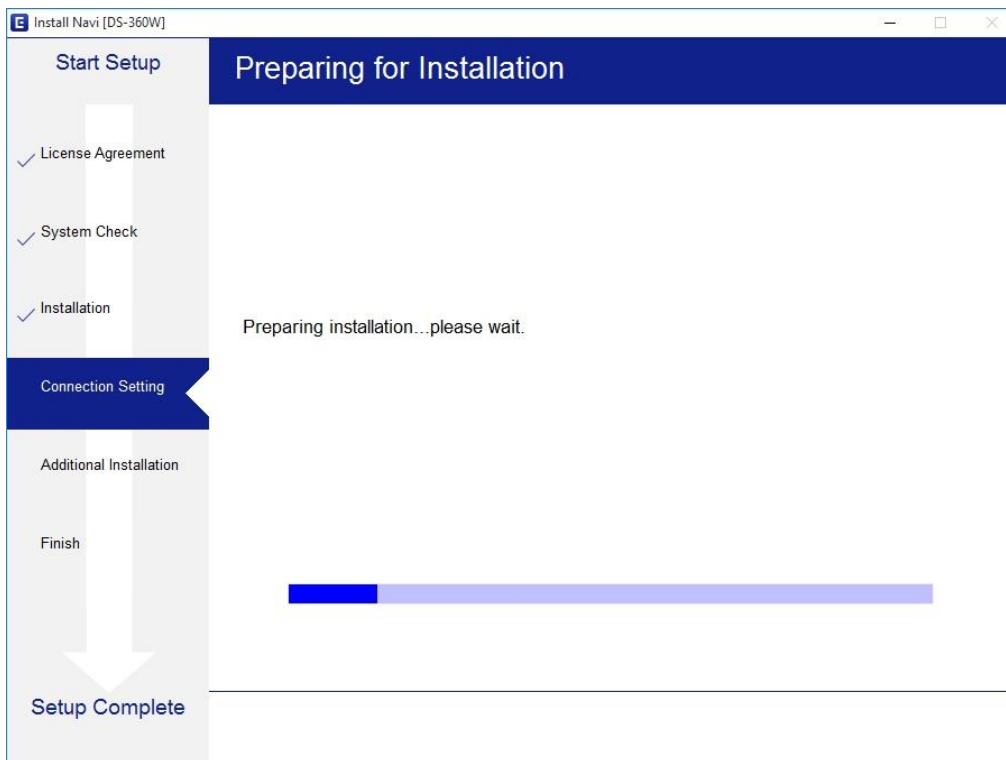 E Install Navi [DS-360W]
Start Setup
Preparing for Installation
License Agreement
System Check
Installation
Preparing installation...please wait.
Connection Setting
Additional Installation
Finish
Setup Complete